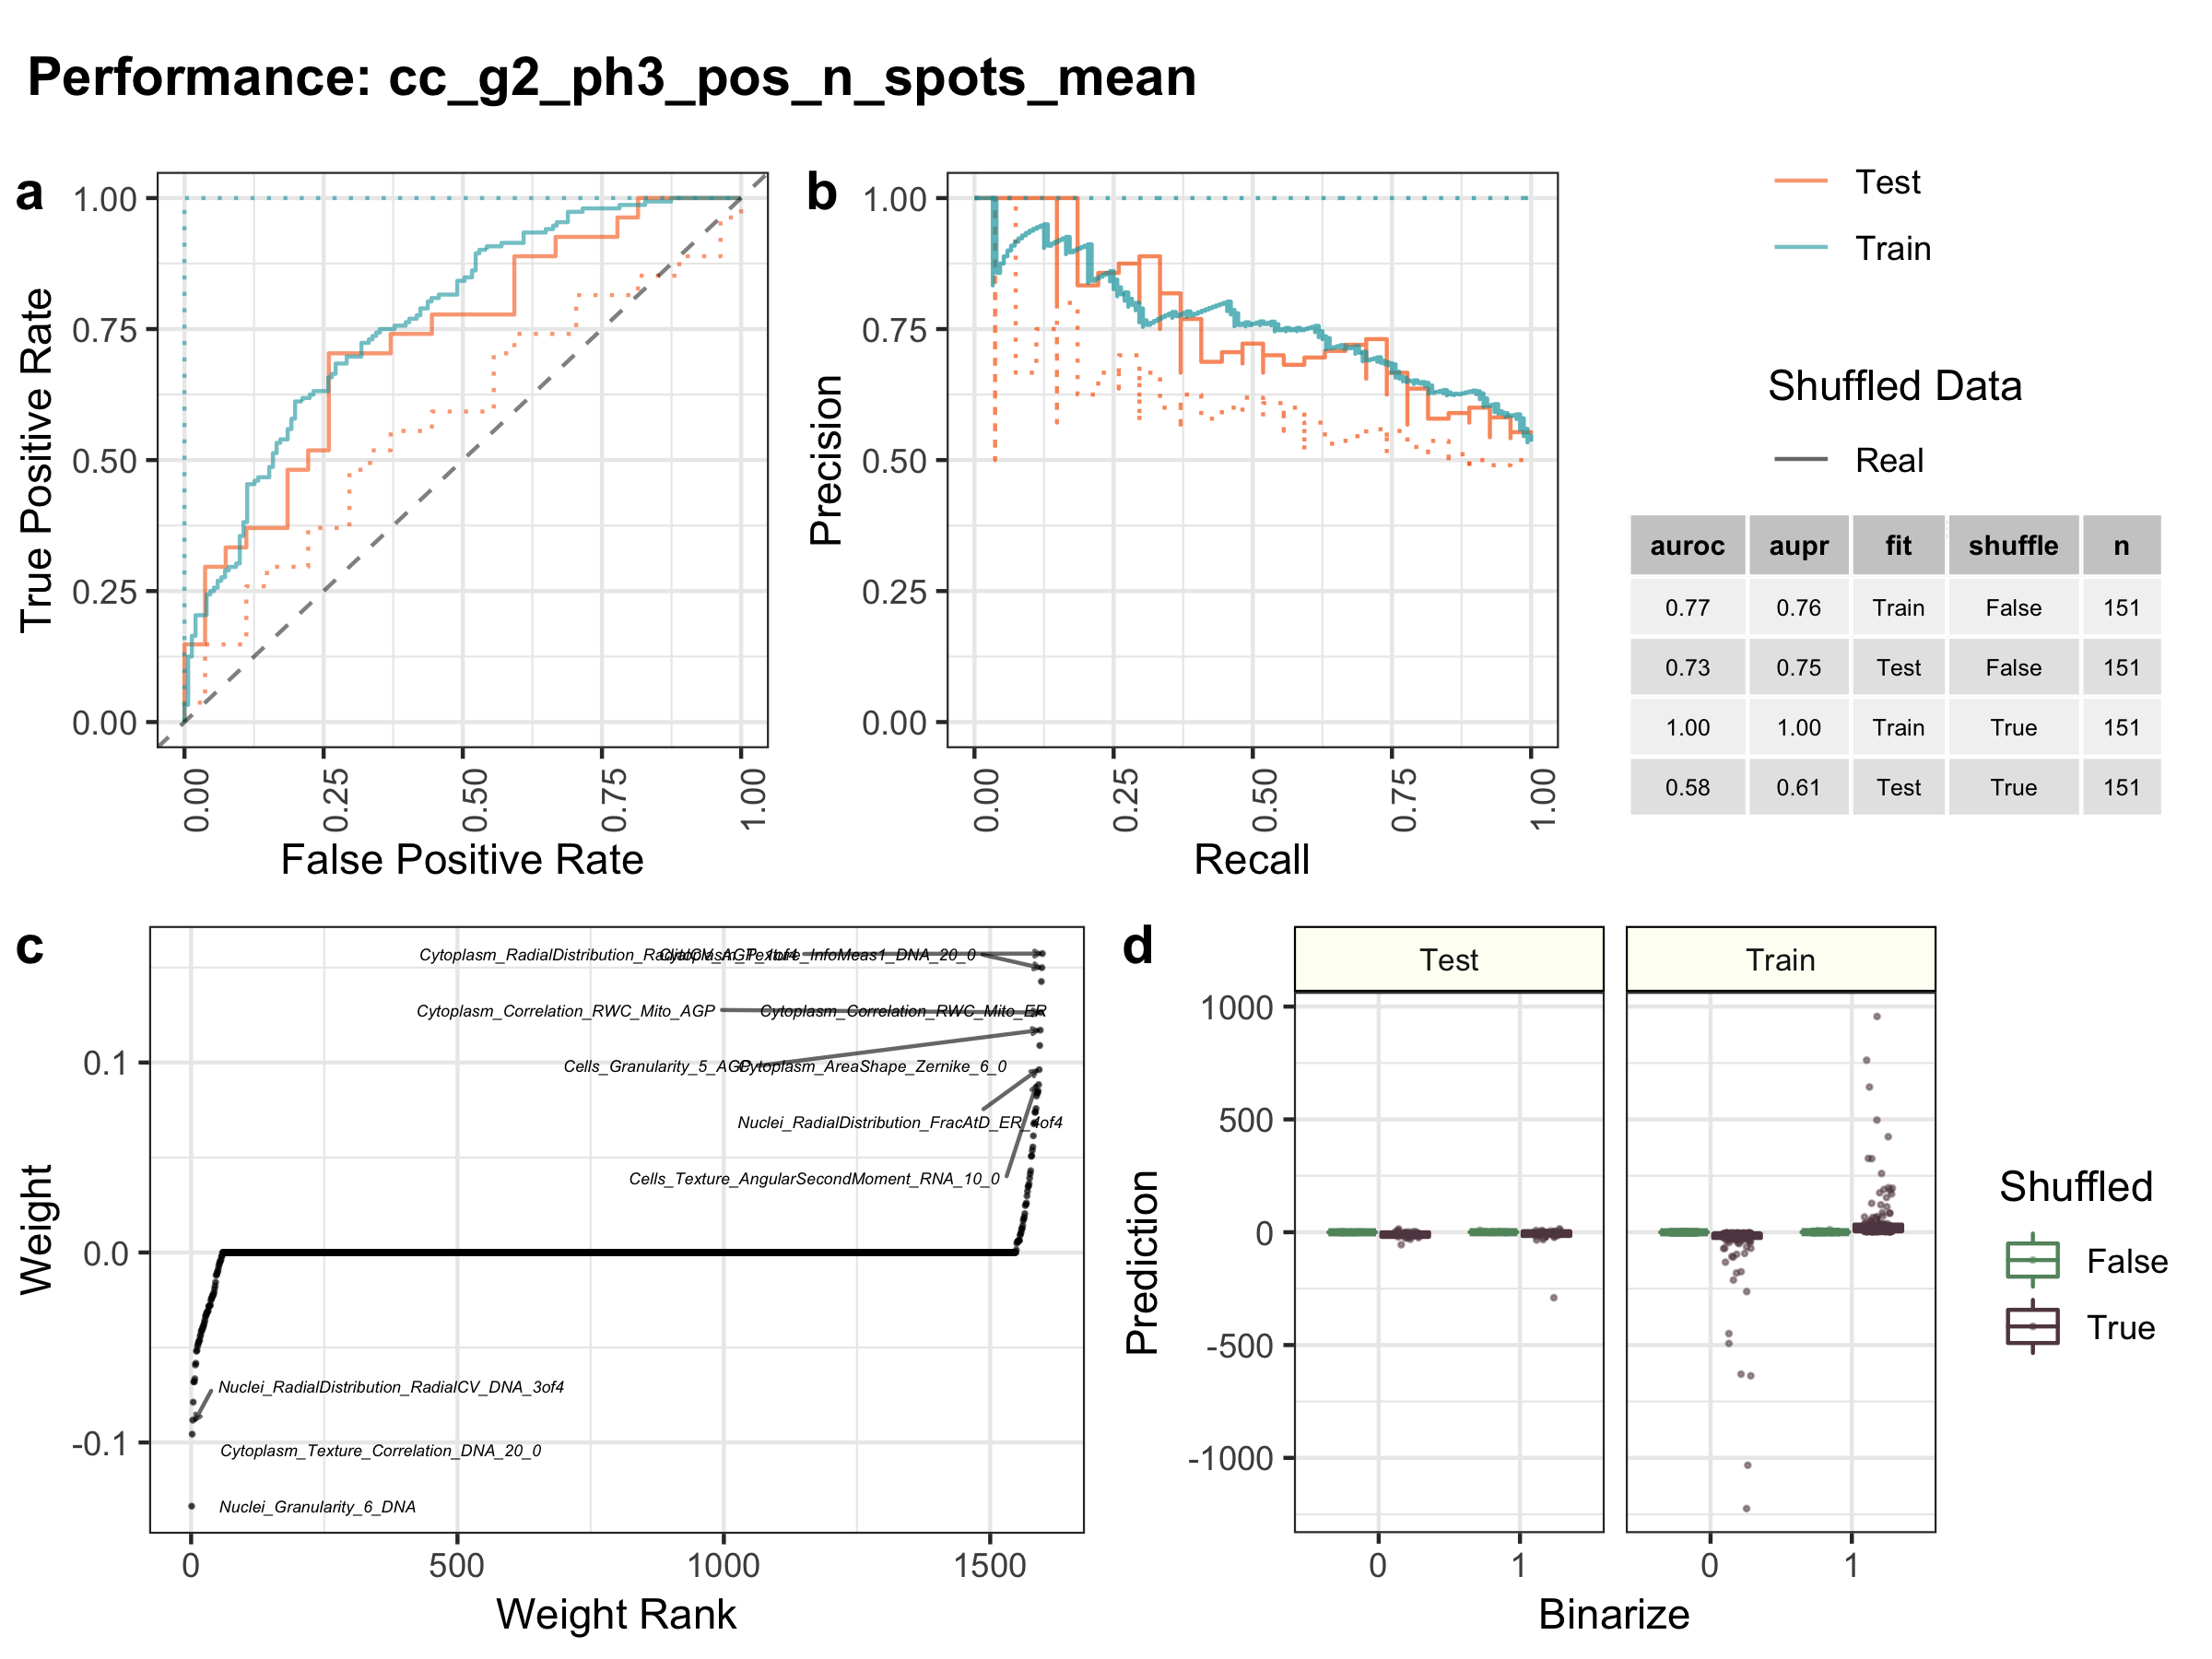 Performance: cc_g2_ph3_pos_n_spots_mean
a
1.00
0.75
0.50
0.25
0.00
True Positive Rate
0.00
0.25
0.50
0.75
1.00
False Positive Rate
b
1.00
0.75
0.50
0.25
0.00
Precision
0.00
0.25
0.50
0.75
1.00
Recall
Test
Train
Shuffled Data
Real
auroc aupr fit shuffle n
0.77 0.76 Train False 151
0.73 0.75 Test False 151
1.00 1.00 Train True 151
0.58 0.61 Test True 151
c
0.1
0.0
-0.1
Weight
Cytoplasm_RadialDistribution_RadialCV_AGP_1of4
Cytoplasm_Texture_InfoMeas1_DNA_20_0
Cytoplasm_Correlation_RWC_Mito_AGP
Cytoplasm_Correlation_RWC_Mito_ER
Cells_Granularity_5_AGP
Cytoplasm_AreaShape_Zernike_6_0
Nuclei_RadialDistribution_FracAtD_ER_4of4
Cells_Texture_AngularSecondMoment_RNA_10_0
Nuclei_RadialDistribution_RadialCV_DNA_3of4
Cytoplasm_Texture_Correlation_DNA_20_0
Nuclei_Granularity_6_DNA
0
500
1000
1500
Weight Rank
d
Test
Train
1000
500
0
-500
-1000
Prediction
0
1
0
1
Binarize
Shuffled
False
True